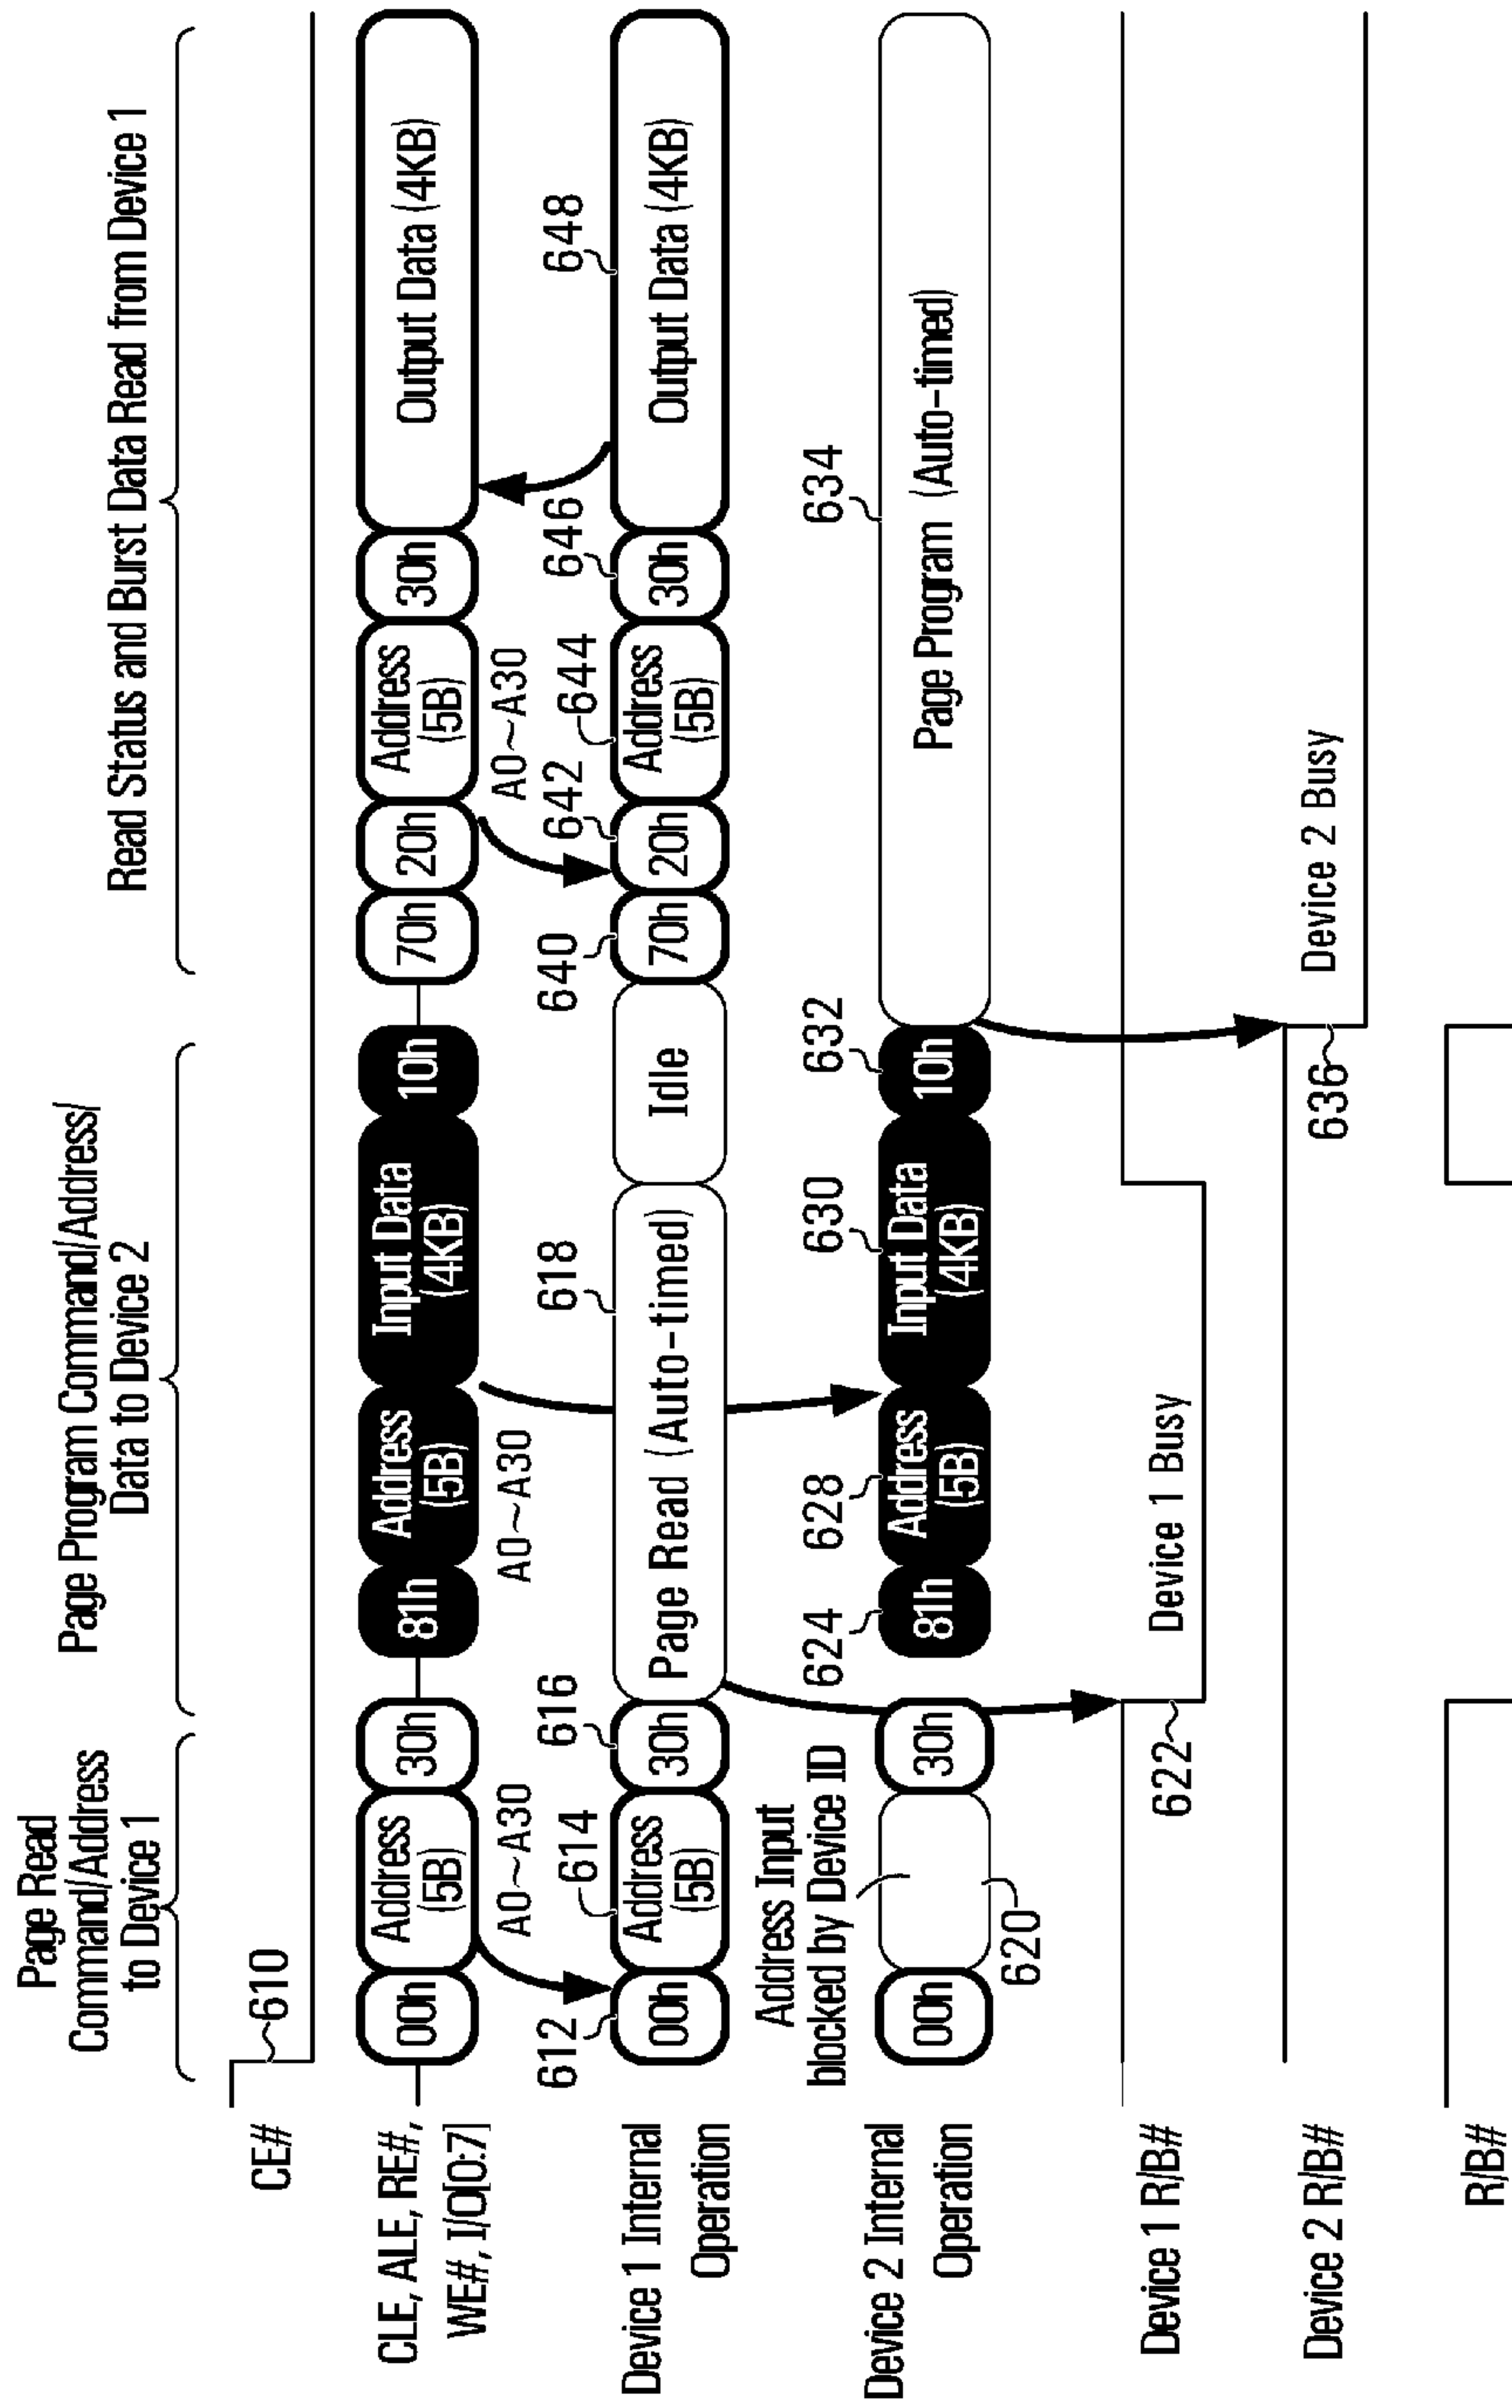 Page Read
Command/Address
to Device 1
Page Program Command/Address/
Data to Device 2
Read Status and Burst Data Read from Device 1
CE#
610
CLE, ALE, RE#,
WE#, I/O[0:7]
00h
Address
(5B)
30h
81h
Address
(5B)
Input Data
(4KB)
10h
70h
20h
Address
(5B)
30h
Output Data (4KB)
A0~A30
A0~A30
A0~A30
612
614
616
618
640
642
644
646
648
Device 1 Internal
Operation
00h
Address
(5B)
30h
Page Read (Auto-timed)
Idle
70h
20h
Address
(5B)
30h
Output Data (4KB)
Address Input
blocked by Device ID
624
628
630
632
634
Device 2 Internal
Operation
00h
30h
81h
Address
(5B)
Input Data
(4KB)
10h
Page Program (Auto-timed)
620
Device 1 R/B#
622
Device 1 Busy
Device 2 R/B#
636
Device 2 Busy
R/B#